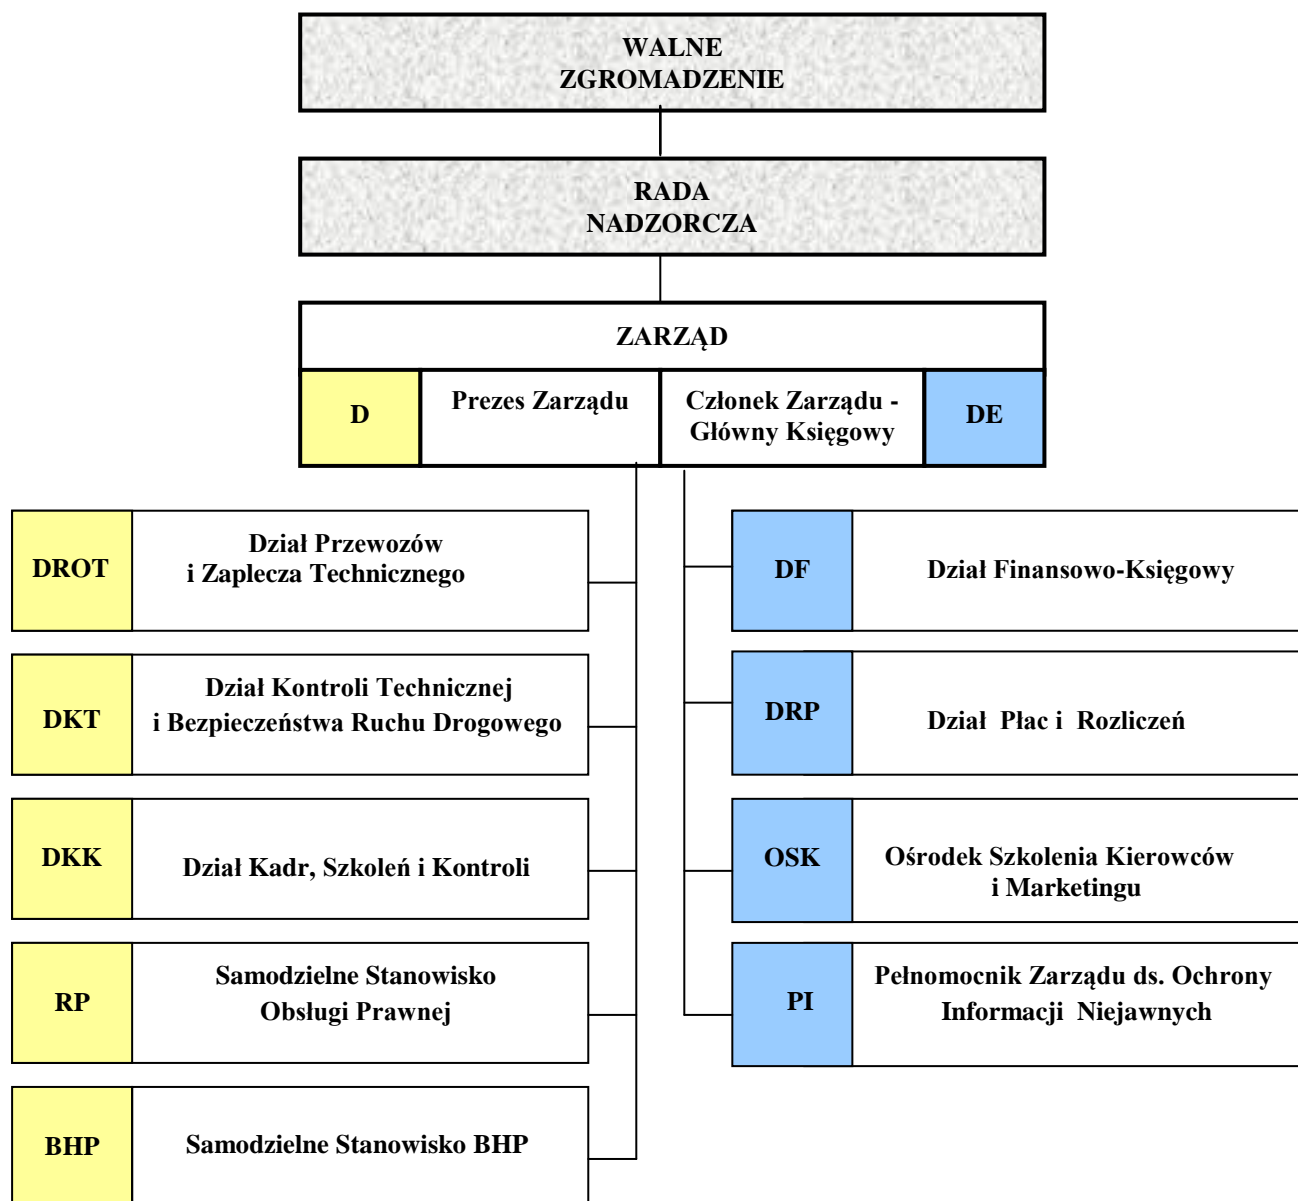 WALNE
ZGROMADZENIE
RADA
NADZORCZA
ZARZĄD
D
Prezes Zarządu
Członek Zarządu -
Główny Księgowy
DE
DROT
Dział Przewozów
i Zaplecza Technicznego
DF
Dział Finansowo-Księgowy
DKT
Dział Kontroli Technicznej
i Bezpieczeństwa Ruchu Drogowego
DRP
Dział Płac i Rozliczeń
DKK
Dział Kadr, Szkoleń i Kontroli
OSK
Ośrodek Szkolenia Kierowców
i Marketingu
RP
Samodzielne Stanowisko
Obsługi Prawnej
PI
Pełnomocnik Zarządu ds. Ochrony
Informacji Niejawnych
BHP
Samodzielne Stanowisko BHP